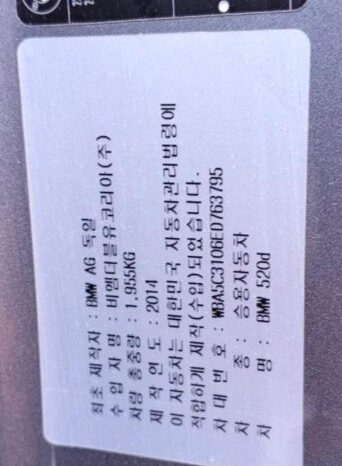 최초 제작자 : BMW AG 독일
수 입 자 명 : 비엠더블유코리아(주)
차량 총중량 : 1,955KG
제 작 연 도 : 2014
이 자동차는 대한민국 자동차관리법령에
적합하게 제작(수입)되었습니다.
차 대 번 호 : WBA5C3106ED763795
차      종 : 승용자동차
차      명 : BMW 520d